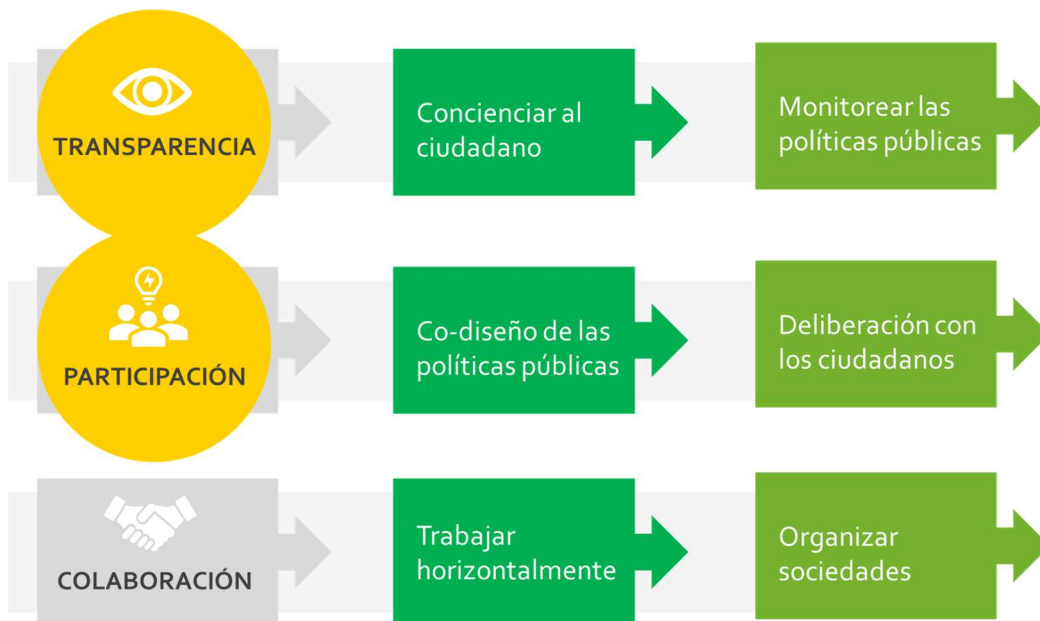 TRANSPARENCIA
Concienciar al
ciudadano
Monitorear las
políticas públicas
PARTICIPACIÓN
Co-diseño de las
políticas públicas
Deliberación con
los ciudadanos
COLABORACIÓN
Trabajar
horizontalmente
Organizar
sociedades